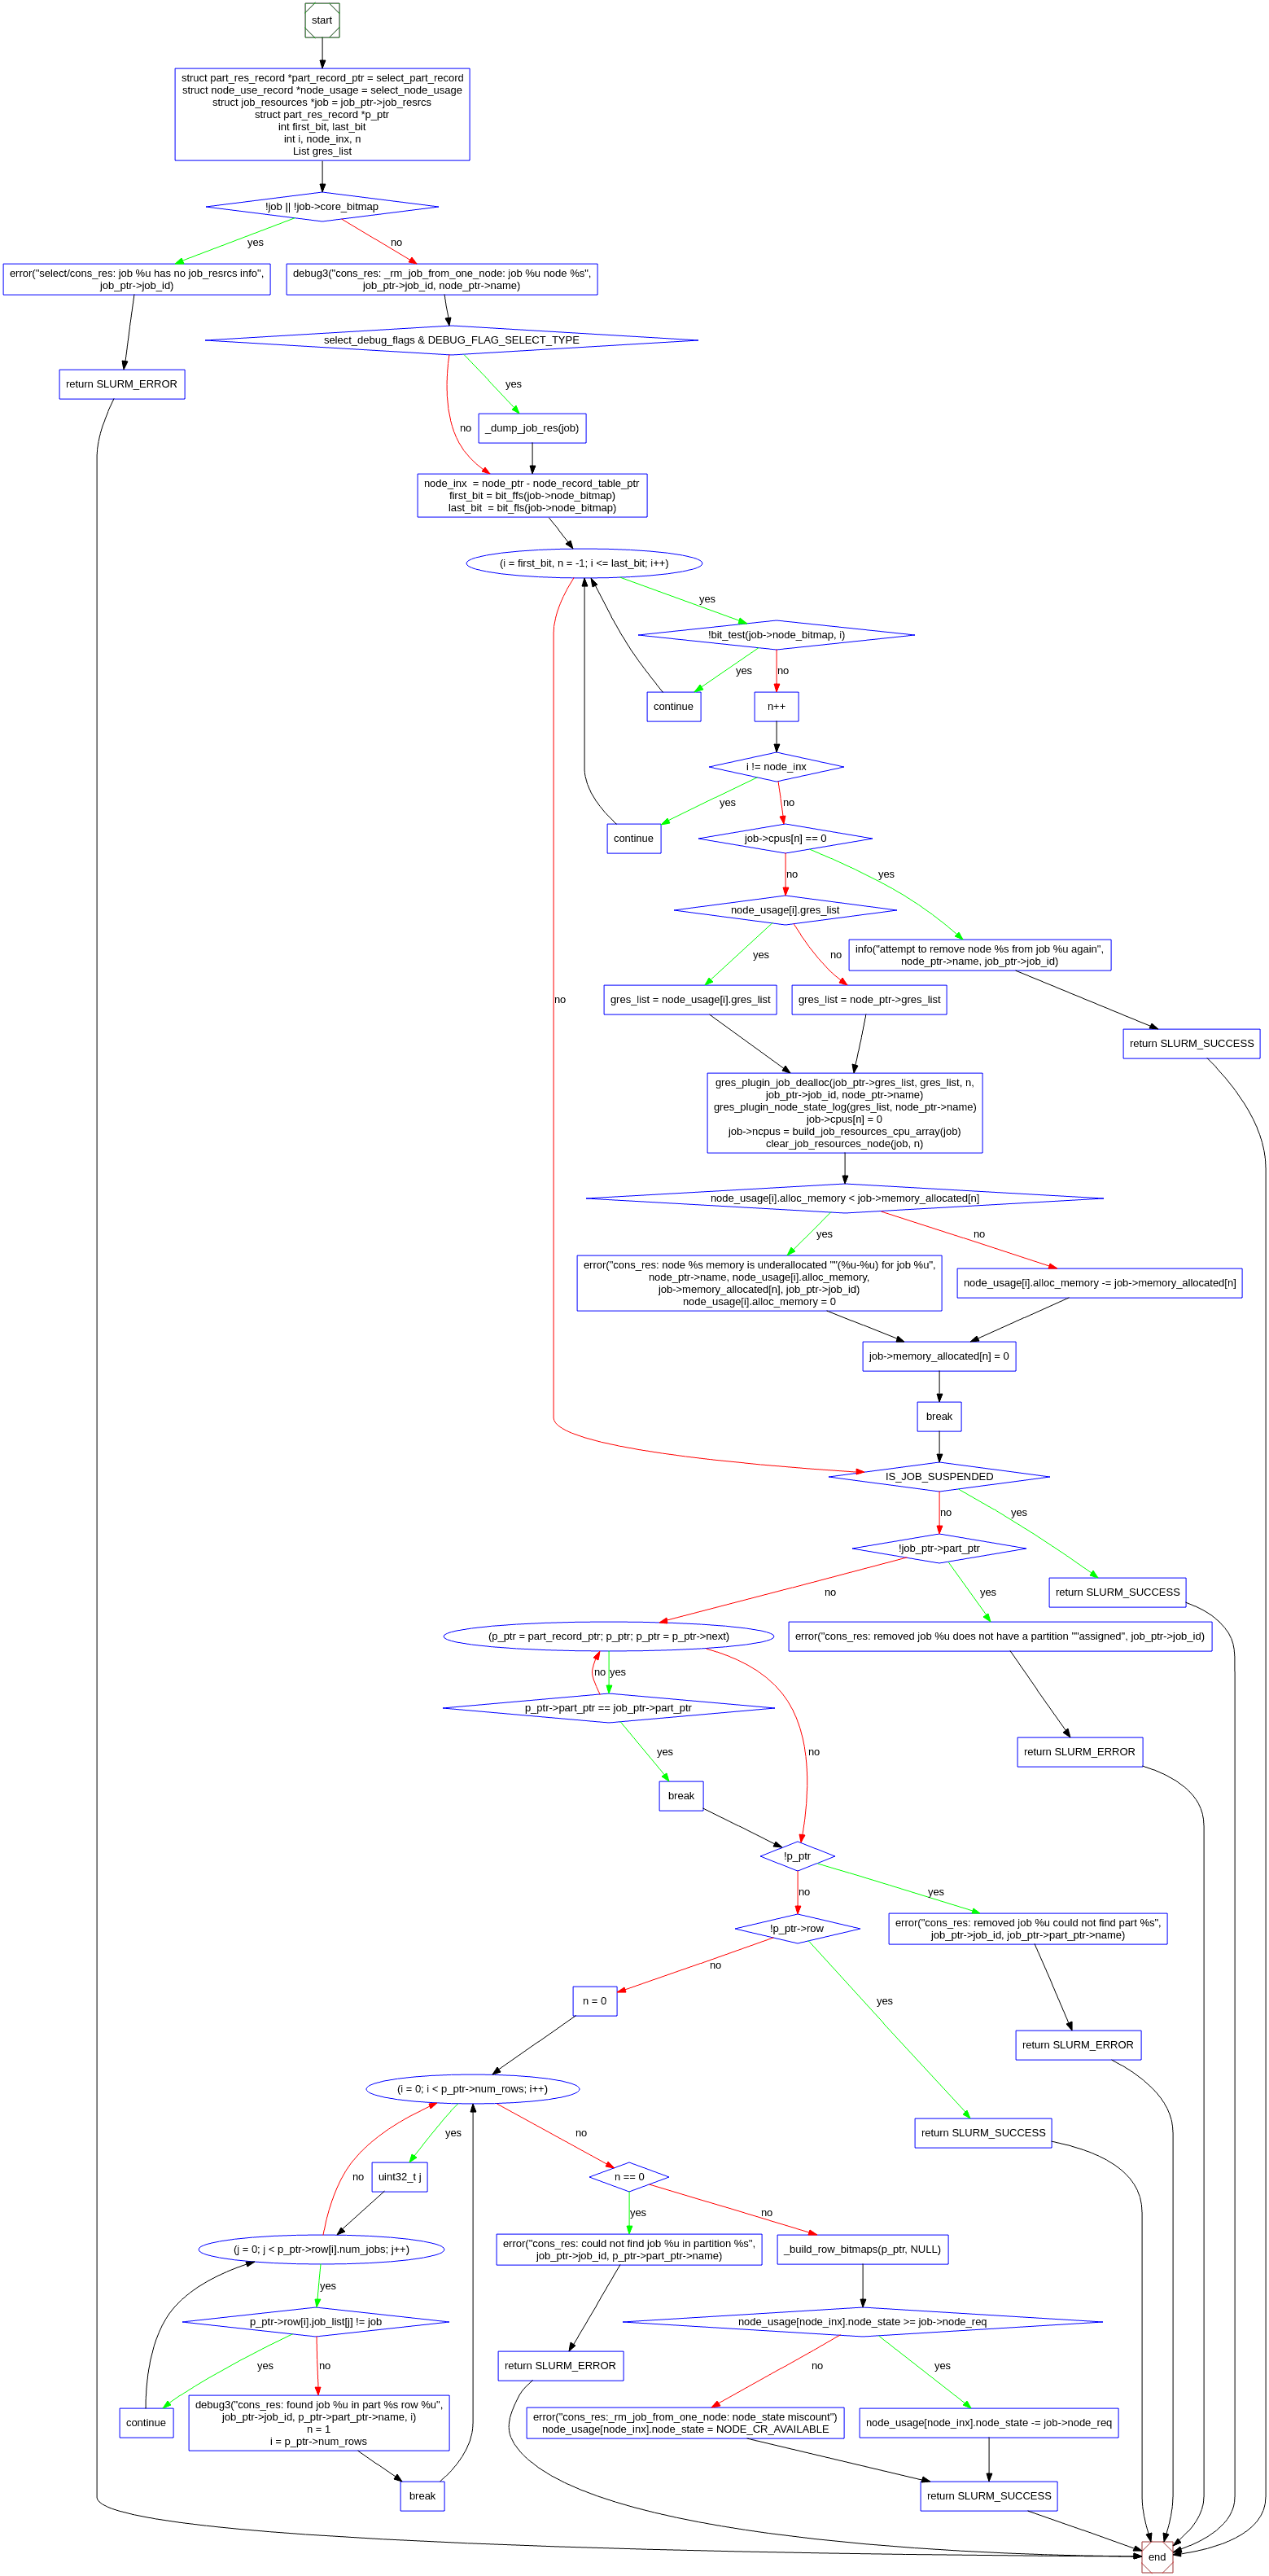 start
struct part_res_record *part_record_ptr = select_part_record
struct node_use_record *node_usage = select_node_usage
struct job_resources *job = job_ptr->job_resrcs
struct part_res_record *p_ptr
int first_bit, last_bit
int i, node_inx, n
List gres_list
!job || !job->core_bitmap
yes
no
error("select/cons_res: job %u has no job_resrcs info",
job_ptr->job_id)
debug3("cons_res: _rm_job_from_one_node: job %u node %s",
job_ptr->job_id, node_ptr->name)
select_debug_flags & DEBUG_FLAG_SELECT_TYPE
return SLURM_ERROR
yes
no
_dump_job_res(job)
node_inx  = node_ptr - node_record_table_ptr
first_bit = bit_ffs(job->node_bitmap)
last_bit  = bit_fls(job->node_bitmap)
(i = first_bit, n = -1; i <= last_bit; i++)
yes
!bit_test(job->node_bitmap, i)
yes
no
continue
n++
i != node_inx
yes
no
continue
job->cpus[n] == 0
no
yes
node_usage[i].gres_list
info("attempt to remove node %s from job %u again",
node_ptr->name, job_ptr->job_id)
yes
no
no
gres_list = node_usage[i].gres_list
gres_list = node_ptr->gres_list
return SLURM_SUCCESS
gres_plugin_job_dealloc(job_ptr->gres_list, gres_list, n,
job_ptr->job_id, node_ptr->name)
gres_plugin_node_state_log(gres_list, node_ptr->name)
job->cpus[n] = 0
job->ncpus = build_job_resources_cpu_array(job)
clear_job_resources_node(job, n)
node_usage[i].alloc_memory < job->memory_allocated[n]
yes
no
error("cons_res: node %s memory is underallocated ""(%u-%u) for job %u",
node_ptr->name, node_usage[i].alloc_memory,
job->memory_allocated[n], job_ptr->job_id)
node_usage[i].alloc_memory = 0
node_usage[i].alloc_memory -= job->memory_allocated[n]
job->memory_allocated[n] = 0
break
IS_JOB_SUSPENDED
no
yes
!job_ptr->part_ptr
return SLURM_SUCCESS
no
yes
(p_ptr = part_record_ptr; p_ptr; p_ptr = p_ptr->next)
error("cons_res: removed job %u does not have a partition ""assigned", job_ptr->job_id)
no
yes
p_ptr->part_ptr == job_ptr->part_ptr
yes
no
return SLURM_ERROR
break
!p_ptr
no
yes
!p_ptr->row
error("cons_res: removed job %u could not find part %s",
job_ptr->job_id, job_ptr->part_ptr->name)
no
yes
n = 0
return SLURM_ERROR
(i = 0; i < p_ptr->num_rows; i++)
return SLURM_SUCCESS
yes
no
no
uint32_t j
n == 0
yes
no
(j = 0; j < p_ptr->row[i].num_jobs; j++)
error("cons_res: could not find job %u in partition %s",
job_ptr->job_id, p_ptr->part_ptr->name)
_build_row_bitmaps(p_ptr, NULL)
yes
p_ptr->row[i].job_list[j] != job
node_usage[node_inx].node_state >= job->node_req
yes
no
return SLURM_ERROR
no
yes
continue
debug3("cons_res: found job %u in part %s row %u",
job_ptr->job_id, p_ptr->part_ptr->name, i)
n = 1
i = p_ptr->num_rows
error("cons_res:_rm_job_from_one_node: node_state miscount")
node_usage[node_inx].node_state = NODE_CR_AVAILABLE
node_usage[node_inx].node_state -= job->node_req
break
return SLURM_SUCCESS
end